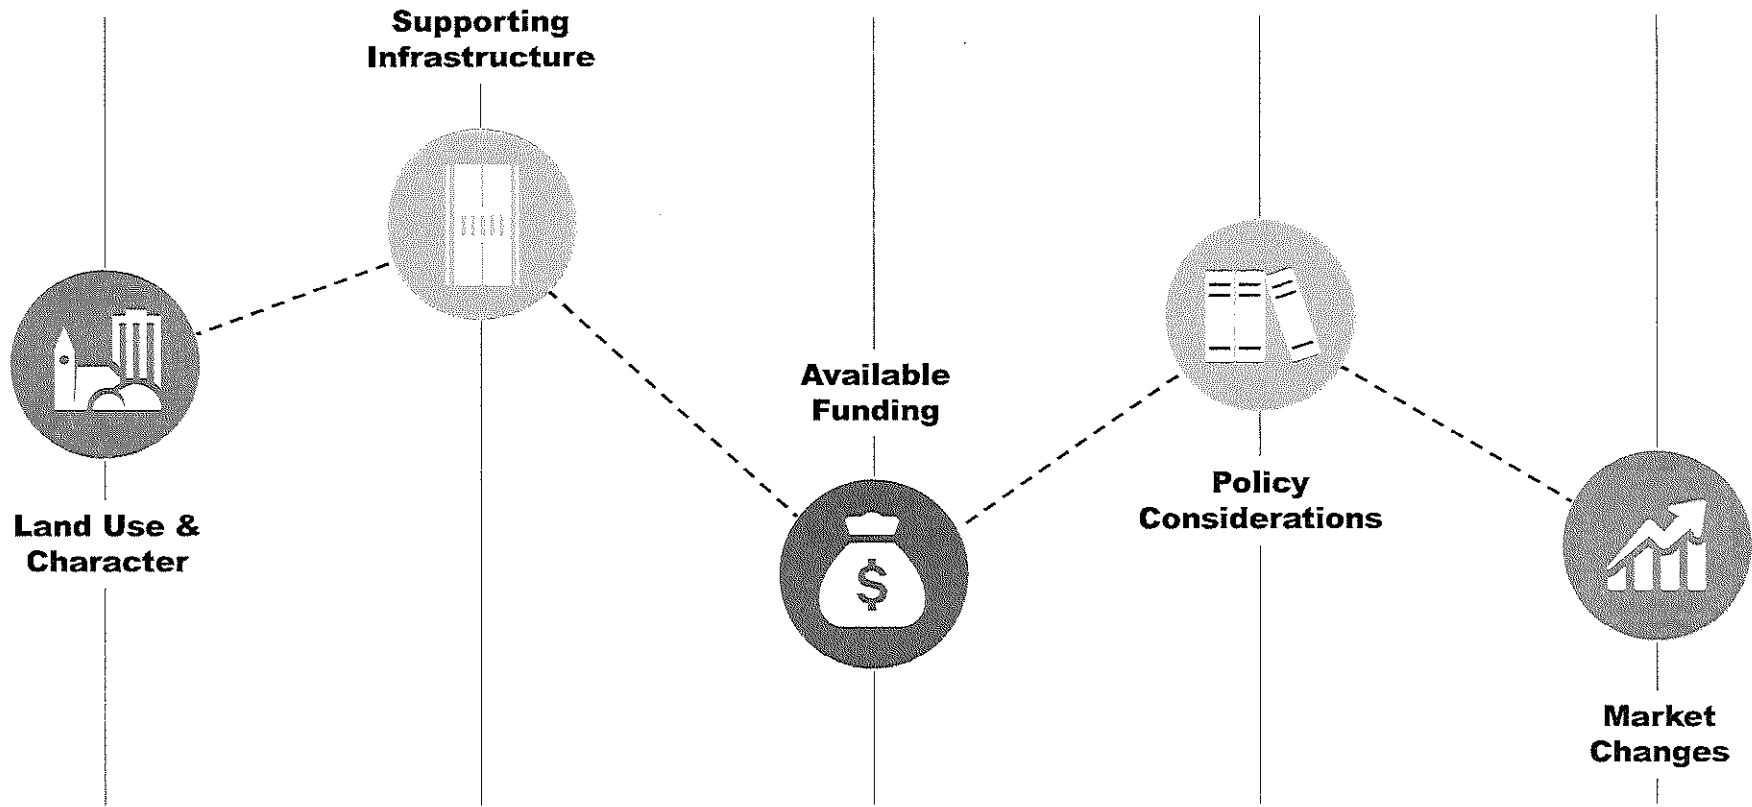 Supporting
Infrastructure
Land Use &
Character
Available
Funding
$
Policy
Considerations
Market
Changes